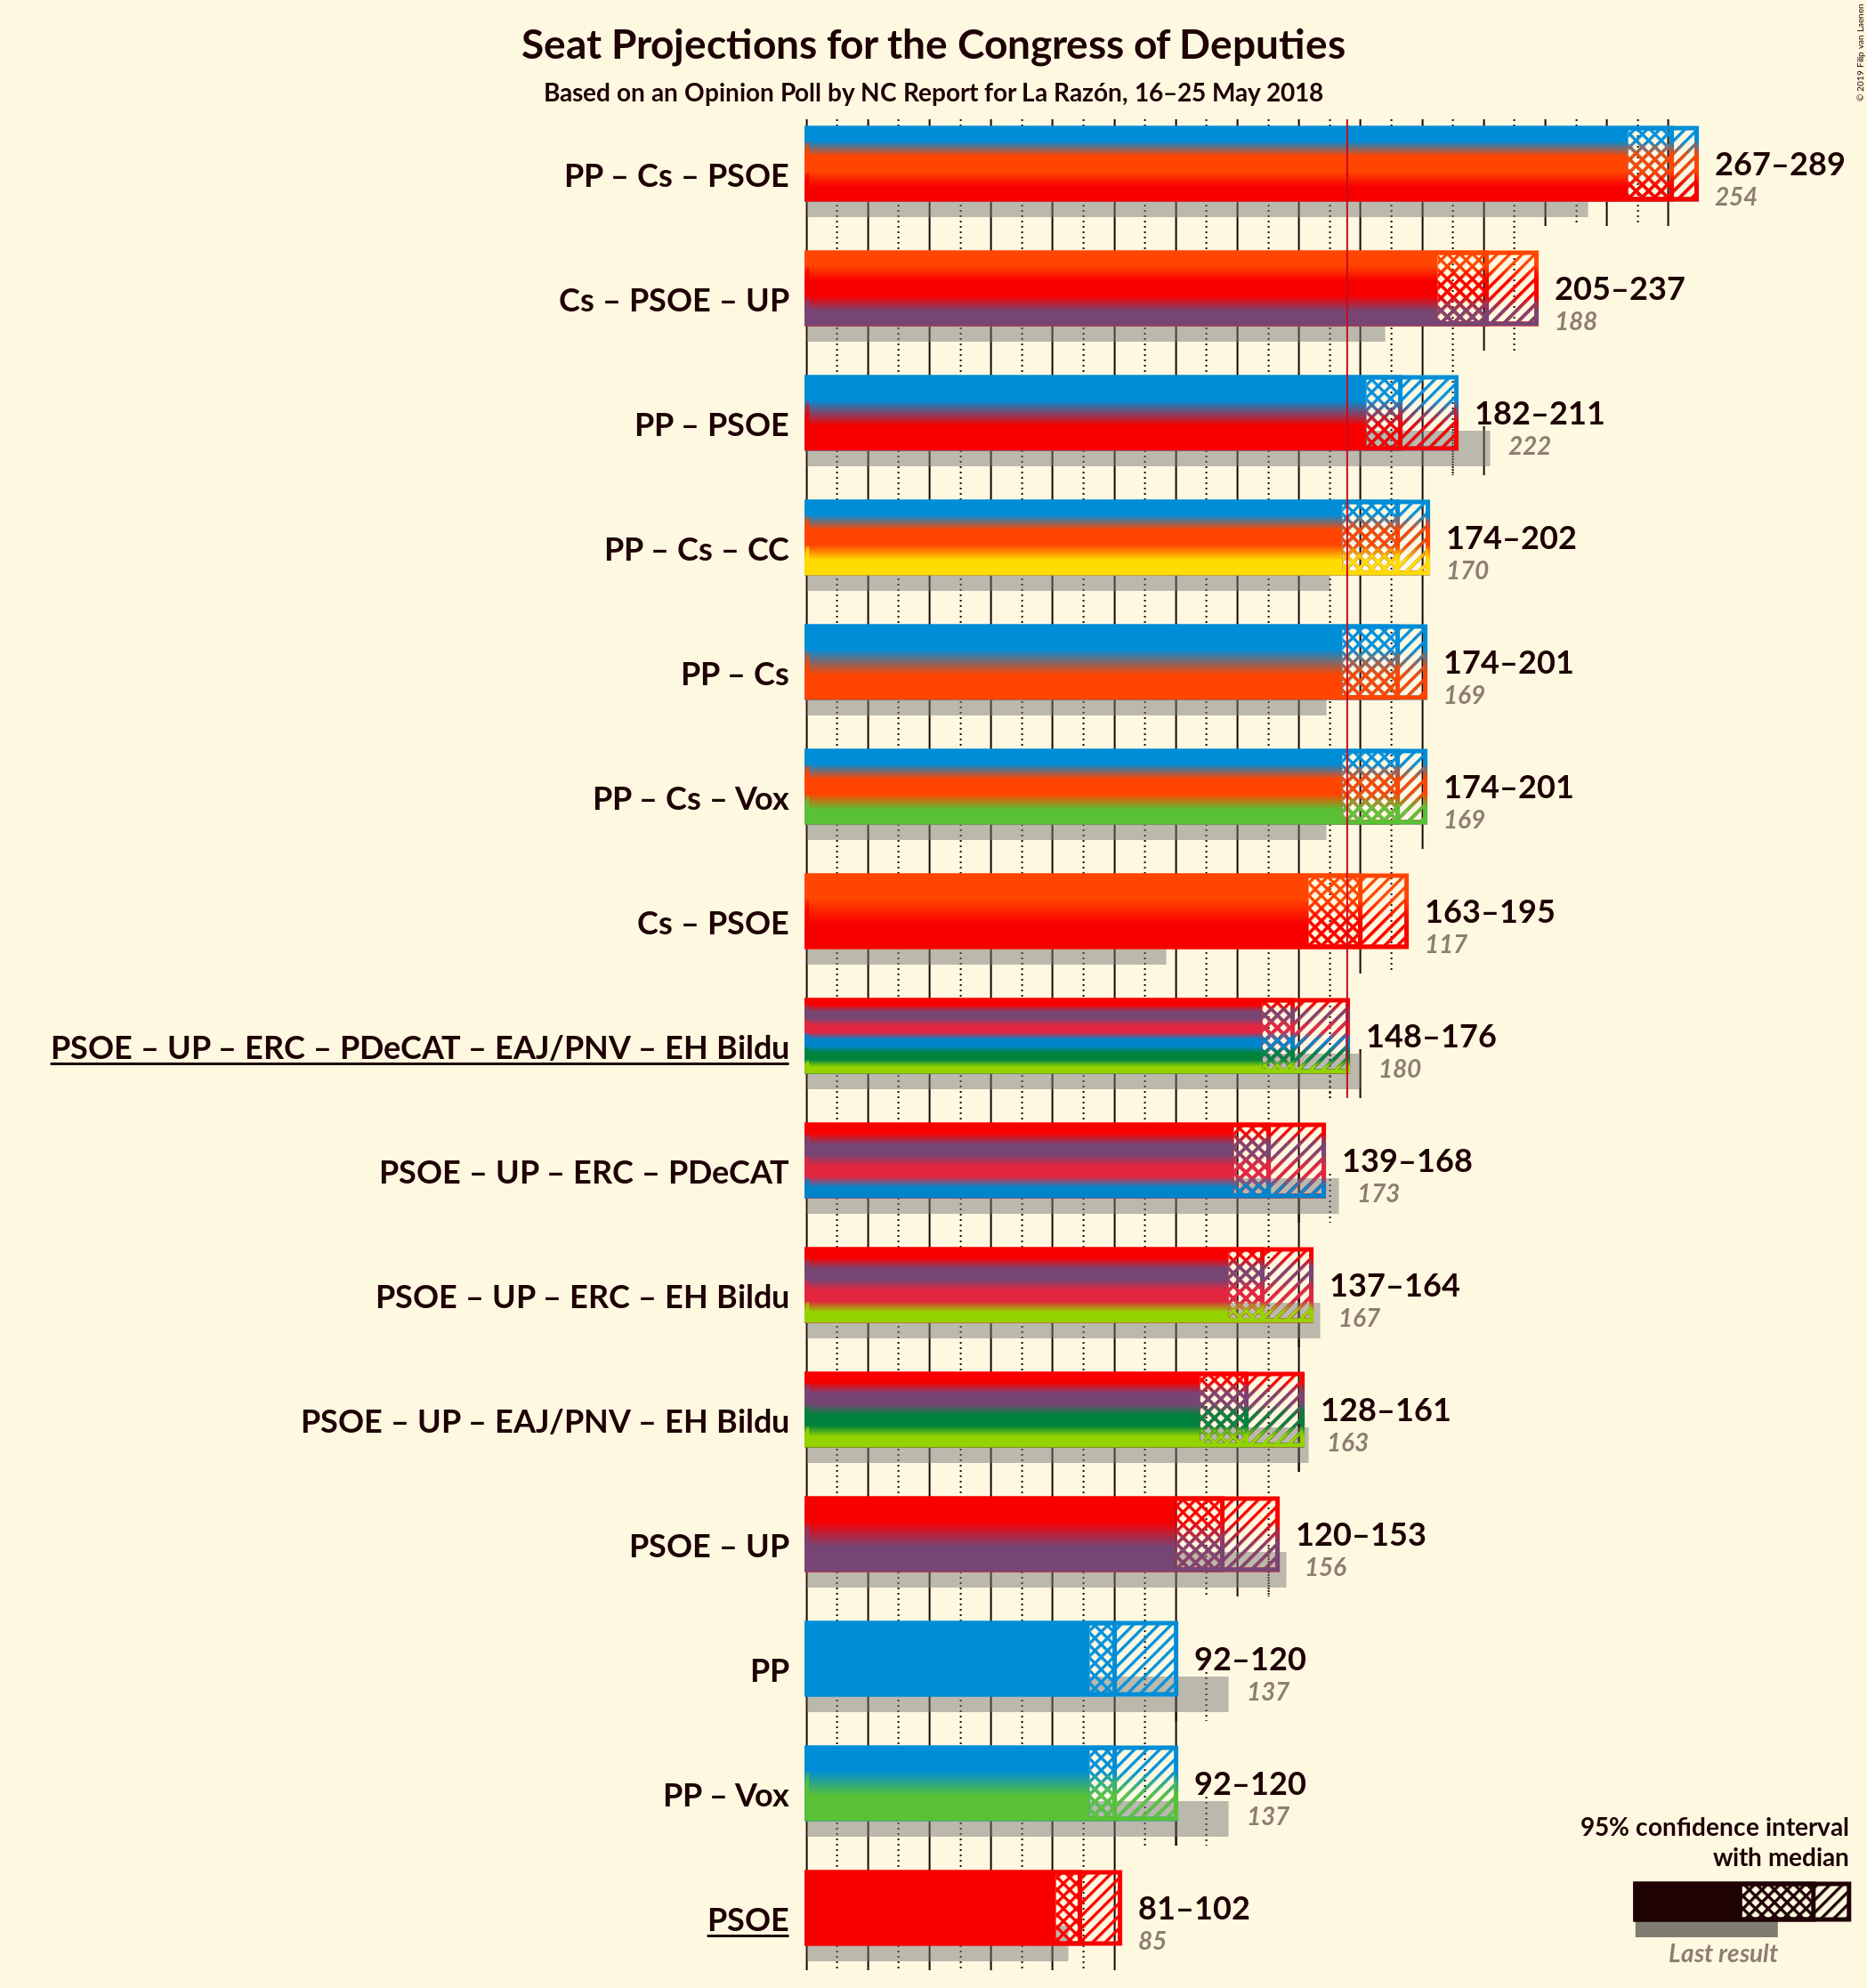 Seat Projections for the Congress of Deputies
Based on an Opinion Poll by NC Report for La Razón, 16–25 May 2018
© 2019 Filip van Laenen
PP – Cs – PSOE
267–289
254
Cs – PSOE – UP
205–237
188
PP – PSOE
182–211
222
PP – Cs – CC
174–202
170
PP – Cs
174–201
169
PP – Cs – Vox
174–201
169
Cs – PSOE
163–195
117
PSOE – UP – ERC – PDeCAT – EAJ/PNV – EH Bildu
148–176
180
PSOE – UP – ERC – PDeCAT
139–168
173
PSOE – UP – ERC – EH Bildu
137–164
167
PSOE – UP – EAJ/PNV – EH Bildu
128–161
163
PSOE – UP
120–153
156
PP
92–120
137
PP – Vox
92–120
137
PSOE
81–102
85
95% confidence interval
with median
Last result